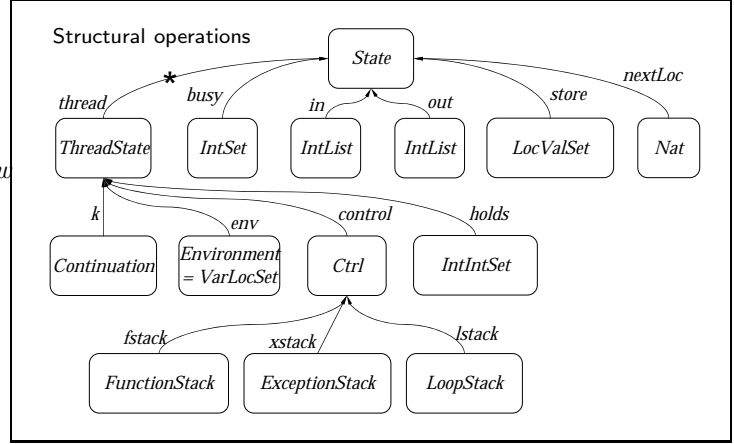 Structural operations
State
*
thread
busy
in
out
store
nextLoc
ThreadState
IntSet
IntList
IntList
LocValSet
Nat
w
k
env
control
holds
Continuation
Environment
= VarLocSet
Ctrl
IntIntSet
fstack
xstack
lstack
FunctionStack
ExceptionStack
LoopStack